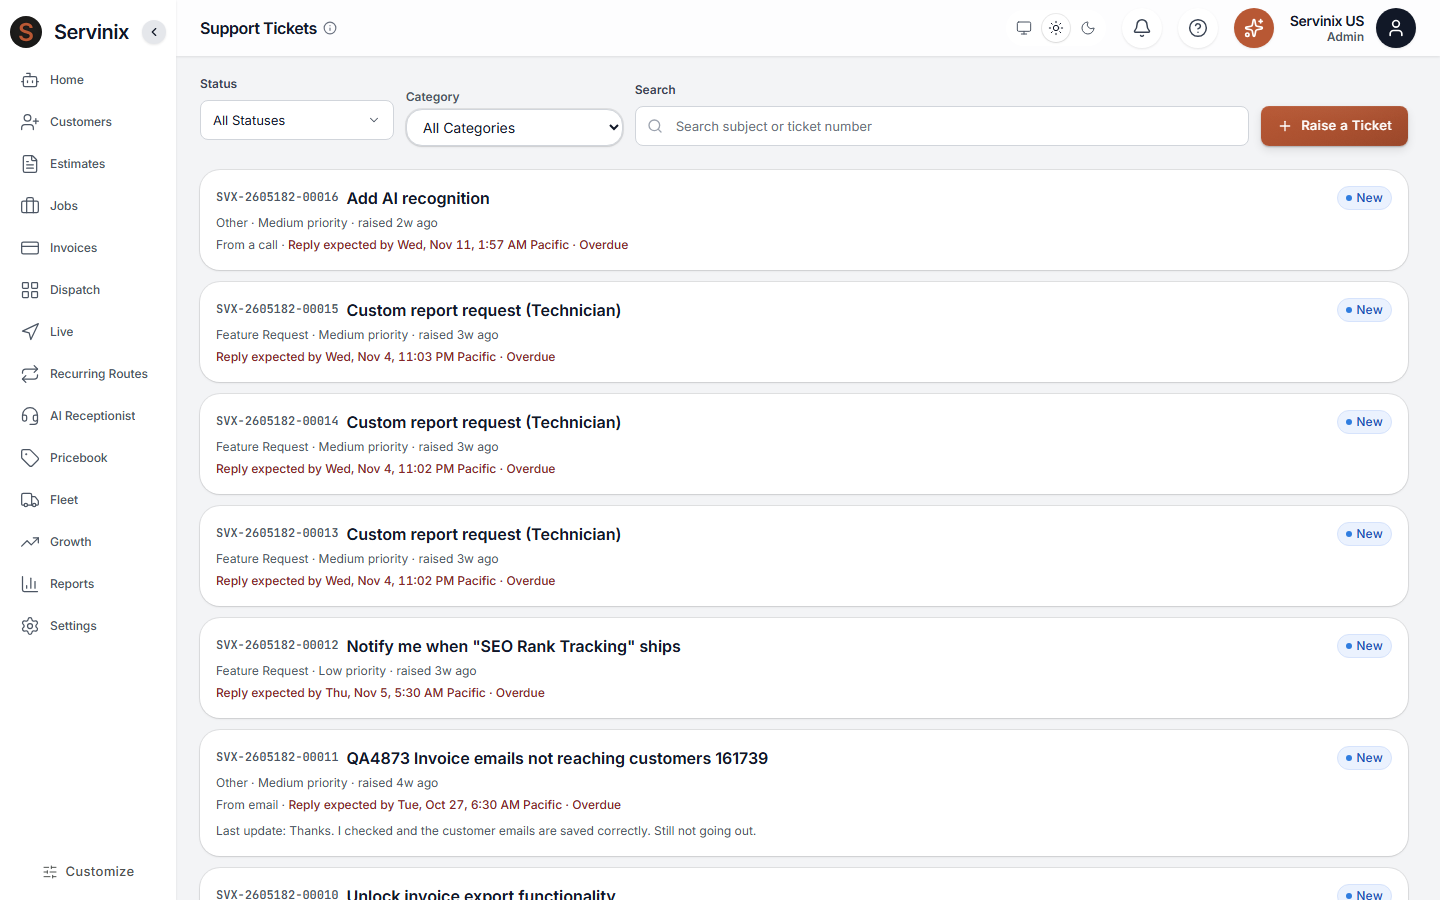 Servinix
Home
Customers
Estimates
Jobs
Invoices
Dispatch
Live
Recurring Routes
AI Receptionist
Pricebook
Fleet
Growth
Reports
Settings
Customize
Support Tickets
Servinix US
Admin
Status
All Statuses
Category
All Categories
Search
Search subject or ticket number
Raise a Ticket
SVX-2605182-00016 Add AI recognition
New
Other · Medium priority · raised 2w ago
From a call · Reply expected by Wed, Nov 11, 1:57 AM Pacific · Overdue
SVX-2605182-00015 Custom report request (Technician)
New
Feature Request · Medium priority · raised 3w ago
Reply expected by Wed, Nov 4, 11:03 PM Pacific · Overdue
SVX-2605182-00014 Custom report request (Technician)
New
Feature Request · Medium priority · raised 3w ago
Reply expected by Wed, Nov 4, 11:02 PM Pacific · Overdue
SVX-2605182-00013 Custom report request (Technician)
New
Feature Request · Medium priority · raised 3w ago
Reply expected by Wed, Nov 4, 11:02 PM Pacific · Overdue
SVX-2605182-00012 Notify me when "SEO Rank Tracking" ships
New
Feature Request · Low priority · raised 3w ago
Reply expected by Thu, Nov 5, 5:30 AM Pacific · Overdue
SVX-2605182-00011 QA4873 Invoice emails not reaching customers 161739
New
Other · Medium priority · raised 4w ago
From email · Reply expected by Tue, Oct 27, 6:30 AM Pacific · Overdue
Last update: Thanks. I checked and the customer emails are saved correctly. Still not going out.
SVX-2605182-00010 Unlock invoice export functionality
New